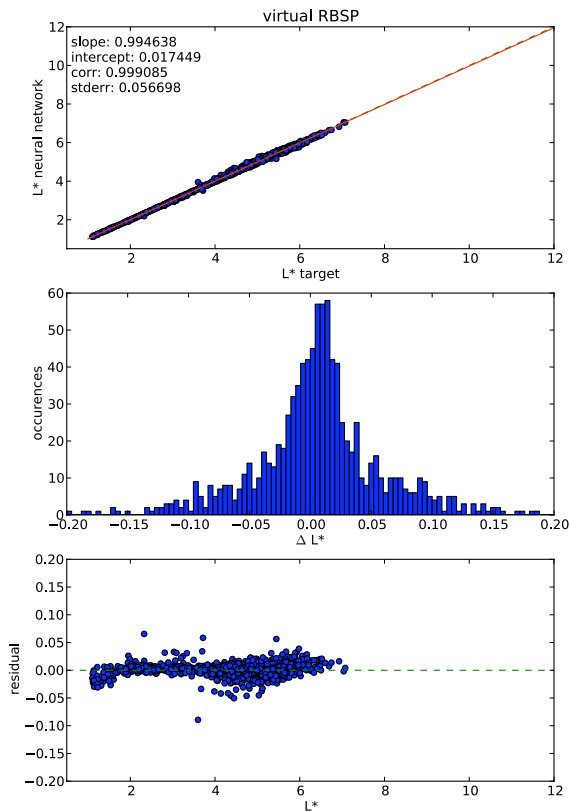 virtual RBSP
12
slope: 0.994638
intercept: 0.017449
corr: 0.999085
stderr: 0.056698
10
8
6
4
2
L* neural network
2 4 6 8 10 12
L* target
60
50
40
30
20
10
0
occurences
−0.20 −0.15 −0.10 −0.05 0.00 0.05 0.10 0.15 0.20
Δ L*
0.20
0.15
0.10
0.05
0.00
−0.05
−0.10
−0.15
−0.20
residual
2 4 6 8 10 12
L*